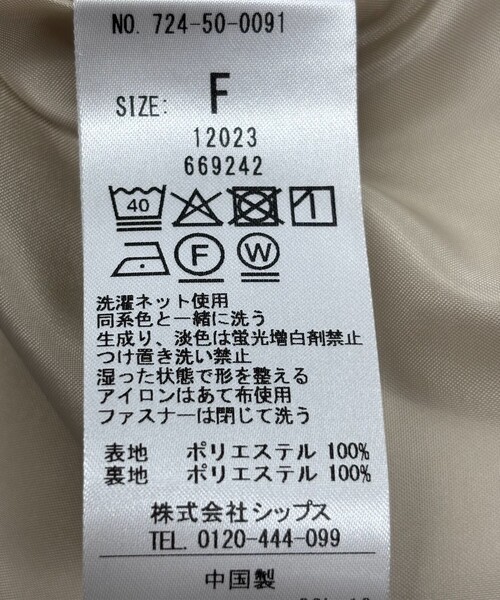 NO. 724-50-0091
SIZE: F
12023
669242
40
F W
洗濯ネット使用
同系色と一緒に洗う
生成り、淡色は蛍光増白剤禁止
つけ置き洗い禁止
湿った状態で形を整える
アイロンはあて布使用
ファスナーは閉じて洗う
表地 ポリエステル 100%
裏地 ポリエステル 100%
株式会社シップス
TEL. 0120-444-099
中国製